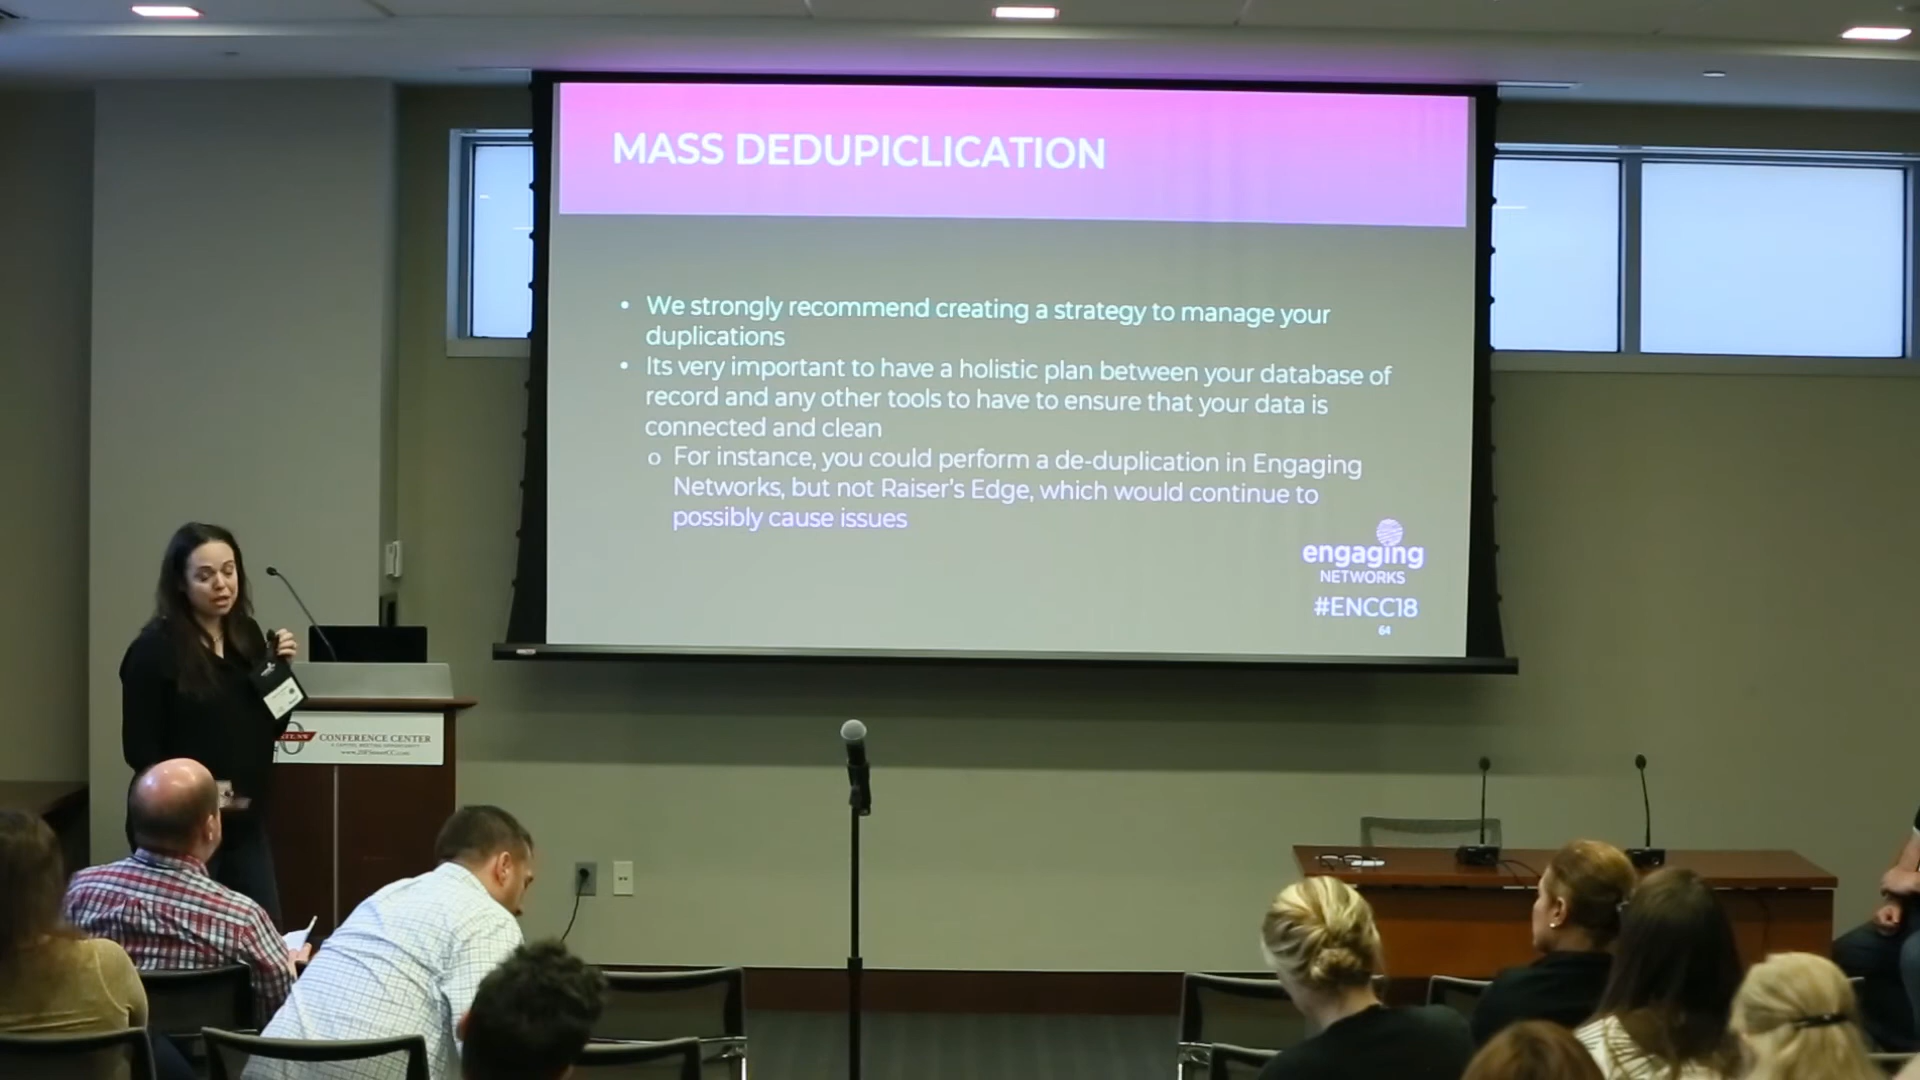 MASS DEDUPICLICATION
• We strongly recommend creating a strategy to manage your
duplications
• Its very important to have a holistic plan between your database of
record and any other tools to have to ensure that your data is
connected and clean
o For instance, you could perform a de-duplication in Engaging
Networks, but not Raiser's Edge, which would continue to
possibly cause issues
engaging
NETWORKS
#ENCC18
64
CONFERENCE CENTER